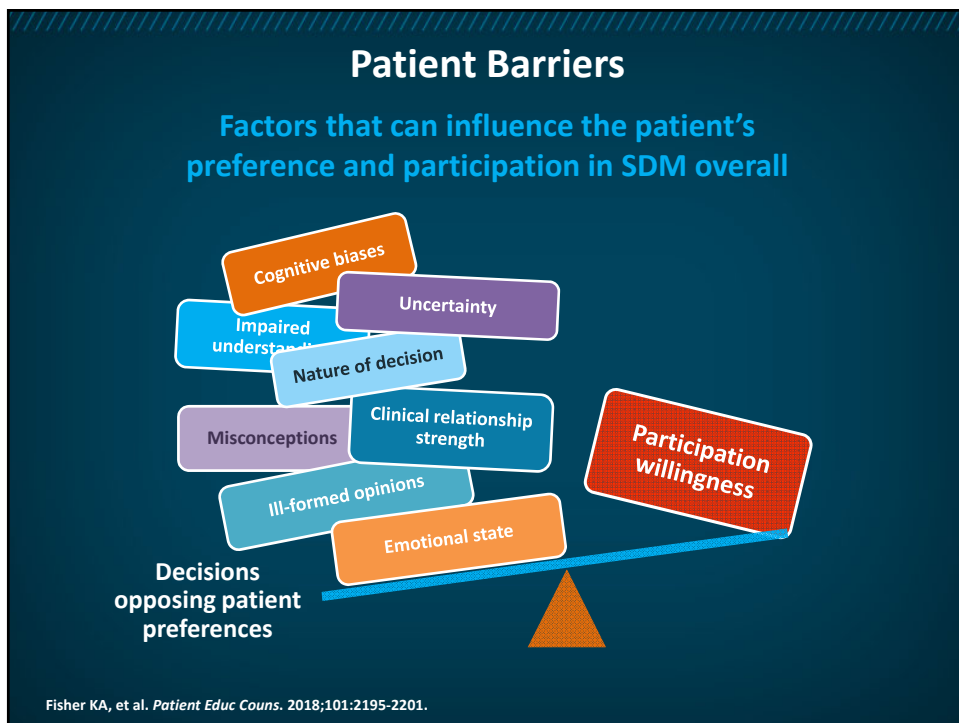 Patient Barriers
Factors that can influence the patient's
preference and participation in SDM overall
Cognitive biases
Uncertainty
Impaired
Nature of decision
Clinical relationship
strength
Misconceptions
Ill-formed opinions
Emotional state
Participation
willingness
Decisions
opposing patient
preferences
Fisher KA, et al. Patient Educ Couns. 2018;101:2195-2201.